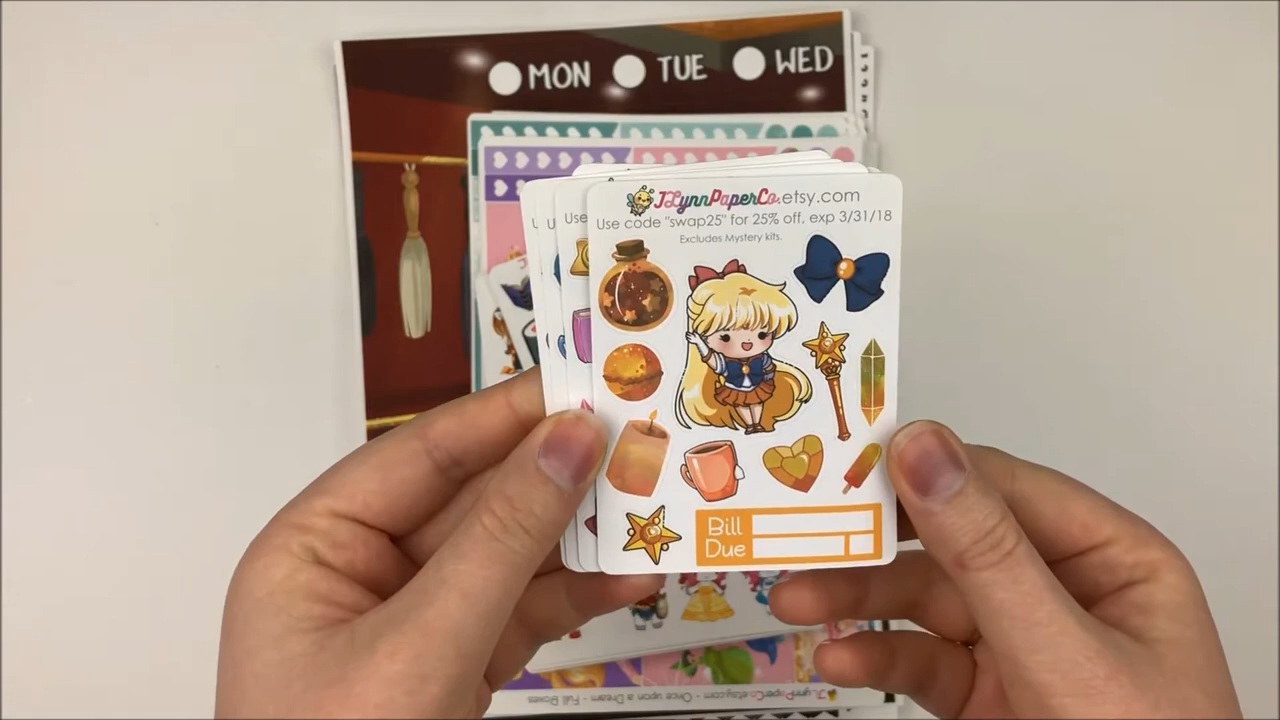 MON TUE WED
JLynnPaperCo.etsy.com
Use code "swap25" for 25% off, exp 3/31/18
Excludes Mystery kits.
Use
Bill
Due
JLynnPaperCo.etsy.com - Once upon a Dream - Full Boxes